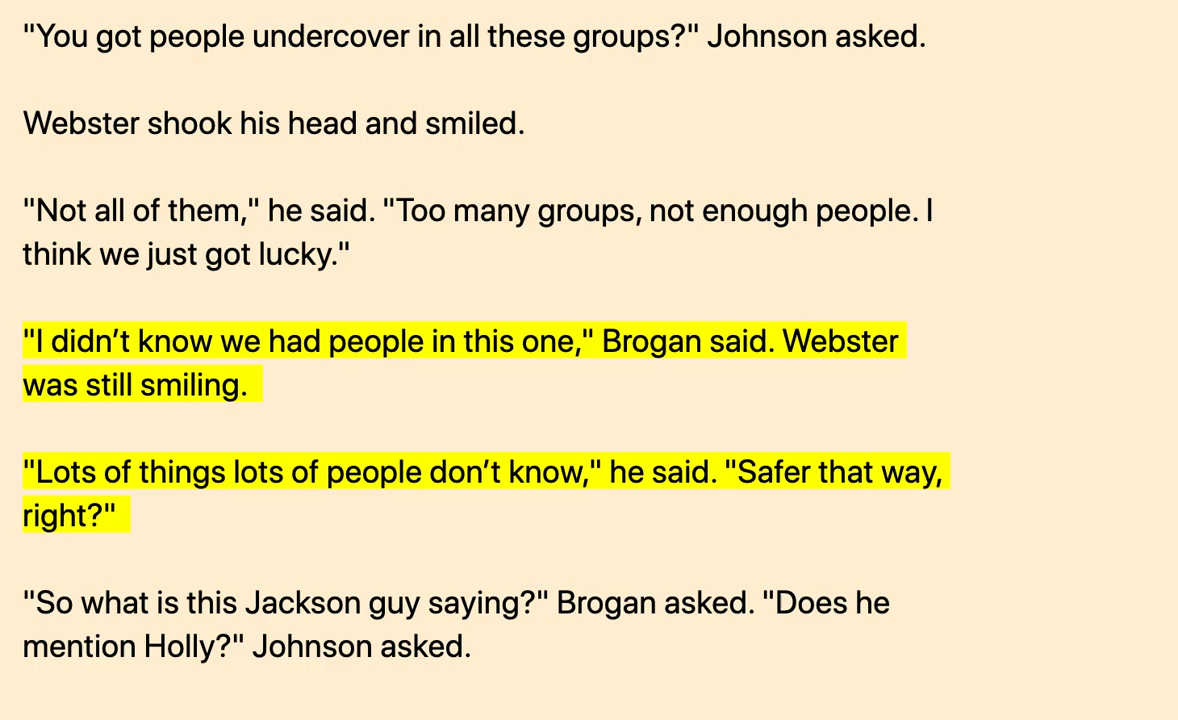 "You got people undercover in all these groups?" Johnson asked.
Webster shook his head and smiled.
"Not all of them," he said. "Too many groups, not enough people. I
think we just got lucky."
"I didn’t know we had people in this one," Brogan said. Webster
was still smiling.
"Lots of things lots of people don’t know," he said. "Safer that way,
right?"
"So what is this Jackson guy saying?" Brogan asked. "Does he
mention Holly?" Johnson asked.